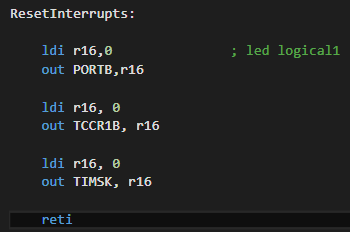 ResetInterrupts:
ldi r16,0 ; led logical1
out PORTB,r16
ldi r16, 0
out TCCR1B, r16
ldi r16, 0
out TIMSK, r16
reti